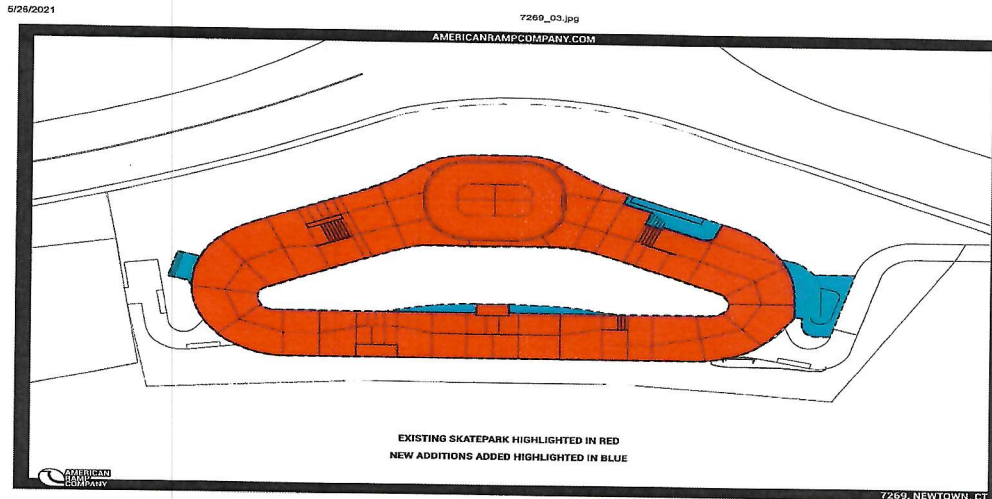 5/26/2021
7269_03.jpg
AMERICANRAMPCOMPANY.COM
EXISTING SKATEPARK HIGHLIGHTED IN RED
NEW ADDITIONS ADDED HIGHLIGHTED IN BLUE
AMERICAN
RAMP
COMPANY
7269, NEWTOWN, CT